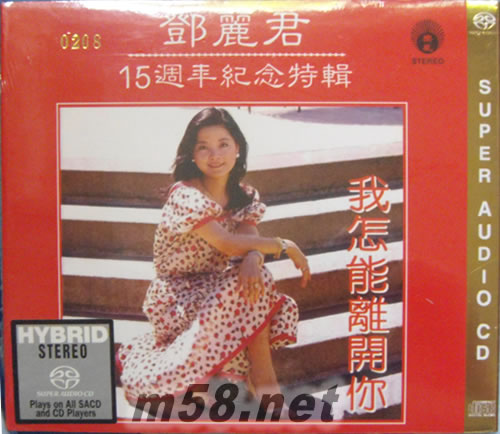 0208
鄧麗君
15週年紀念特輯
STEREO
SUPER AUDIO CD
我怎能離開你
HYBRID
STEREO
SUPER AUDIO CD
Plays on All SACD
and CD Players
m58.net